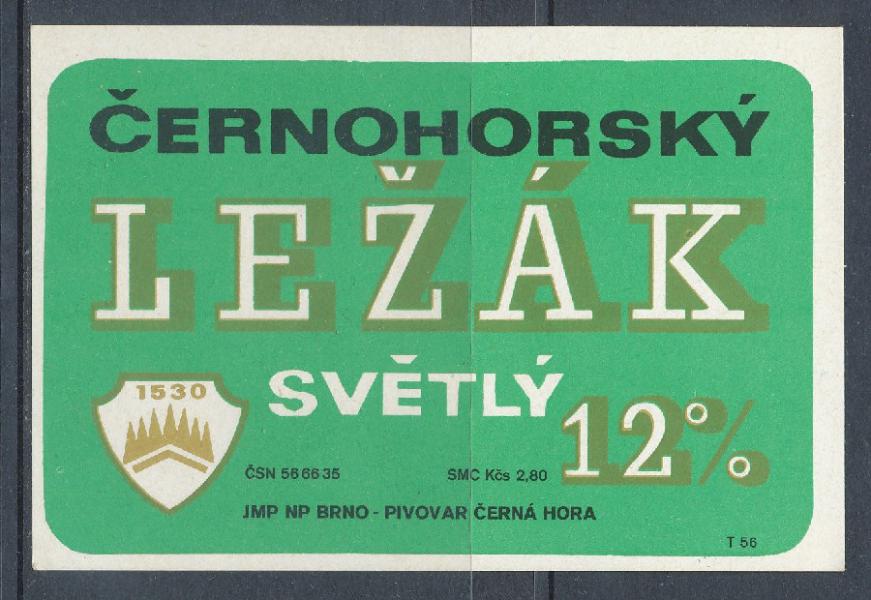 ČERNOHORSKÝ
LEŽÁK
SVĚTLÝ
12%
1530
ČSN 56 66 35 SMC Kčs 2,80
JMP NP BRNO - PIVOVAR ČERNÁ HORA
T 56